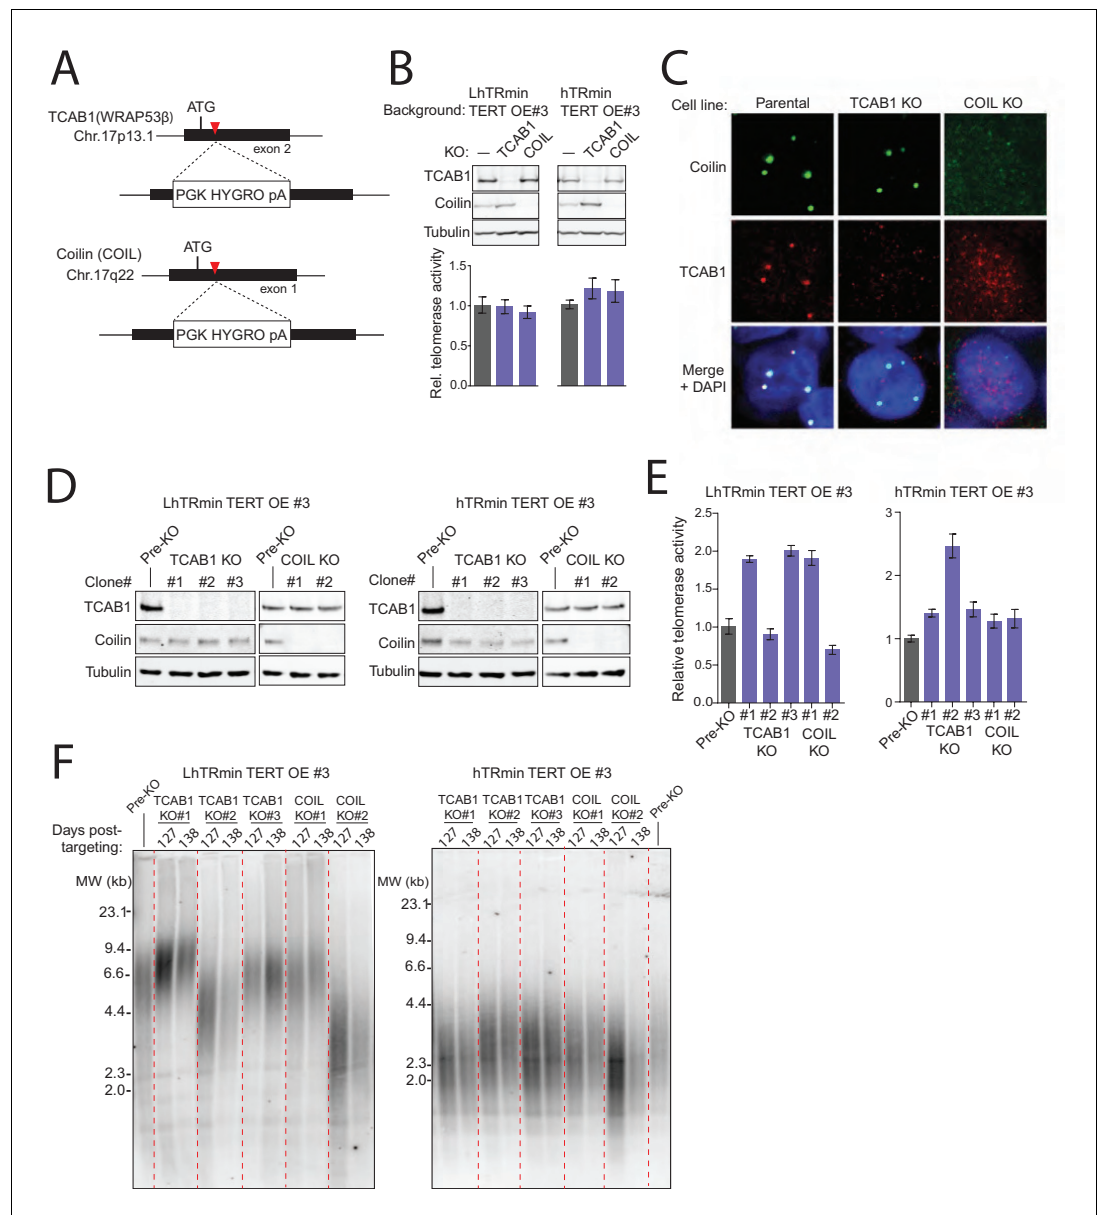 A
TCAB1(WRAP53β)
Chr.17p13.1
ATG
exon 2
PGK HYGRO pA
Coilin (COIL)
Chr.17q22
ATG
exon 1
PGK HYGRO pA
B
LhTRmin hTRmin
Background: TERT OE#3 TERT OE#3
KO: — TCAB1 COIL — TCAB1 COIL
TCAB1
Coilin
Tubulin
Rel. telomerase activity
1.5
1.0
0.5
0.0
C
Cell line: Parental TCAB1 KO COIL KO
Coilin
TCAB1
Merge
+ DAPI
D
LhTRmin TERT OE #3
Pre-KO TCAB1 KO Pre-KO COIL KO
Clone# #1 #2 #3 #1 #2
TCAB1
Coilin
Tubulin
hTRmin TERT OE #3
Pre-KO TCAB1 KO Pre-KO COIL KO
Clone# #1 #2 #3 #1 #2
TCAB1
Coilin
Tubulin
E
LhTRmin TERT OE #3
Relative telomerase activity
2.5
2.0
1.5
1.0
0.5
0.0
Pre-KO #1 #2 #3 #1 #2
TCAB1 COIL
KO KO
hTRmin TERT OE #3
3
2
1
0
Pre-KO #1 #2 #3 #1 #2
TCAB1 COIL
KO KO
F
LhTRmin TERT OE #3
Pre-KO TCAB1 TCAB1 TCAB1 COIL COIL
KO#1 KO#2 KO#3 KO#1 KO#2
Days post-
targeting: 127 138 127 138 127 138 127 138 127 138
MW (kb)
23.1
9.4
6.6
4.4
2.3
2.0
hTRmin TERT OE #3
TCAB1 TCAB1 TCAB1 COIL COIL Pre-KO
KO#1 KO#2 KO#3 KO#1 KO#2
127 138 127 138 127 138 127 138 127 138
MW (kb)
23.1
9.4
6.6
4.4
2.3
2.0